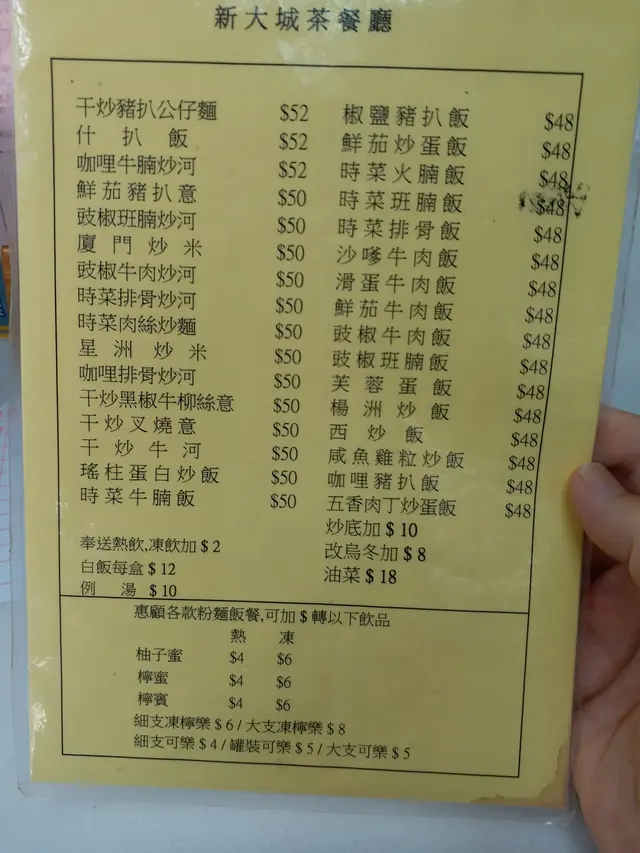 新大城茶餐廳
干炒豬扒公仔麵 $52
什扒飯 $52
咖哩牛腩炒河 $52
鮮茄豬扒意 $50
豉椒班腩炒河 $50
廈門炒米 $50
豉椒牛肉炒河 $50
時菜排骨炒河 $50
時菜肉絲炒麵 $50
星洲炒米 $50
咖哩排骨炒河 $50
干炒黑椒牛柳絲意 $50
干炒叉燒意 $50
干炒牛河 $50
瑤柱蛋白炒飯 $50
時菜牛腩飯 $50
奉送熱飲,凍飲加 $ 2
白飯每盒 $ 12
例湯 $ 10
椒鹽豬扒飯 $48
鮮茄炒蛋飯 $48
時菜火腩飯 $48
時菜班腩飯 $48
時菜排骨飯 $48
沙嗲牛肉飯 $48
滑蛋牛肉飯 $48
鮮茄牛肉飯 $48
豉椒牛肉飯 $48
豉椒班腩飯 $48
芙蓉蛋飯 $48
楊洲炒飯 $48
西炒飯 $48
咸魚雞粒炒飯 $48
咖哩豬扒飯 $48
五香肉丁炒蛋飯 $48
炒底加 $ 10
改烏冬加 $ 8
油菜 $ 18
惠顧各款粉麵飯餐,可加 $ 轉以下飲品
熱 凍
柚子蜜 $4 $6
檸蜜 $4 $6
檸賓 $4 $6
細支凍檸樂 $ 6 / 大支凍檸樂 $ 8
細支可樂 $ 4 / 罐裝可樂 $ 5 / 大支可樂 $ 5